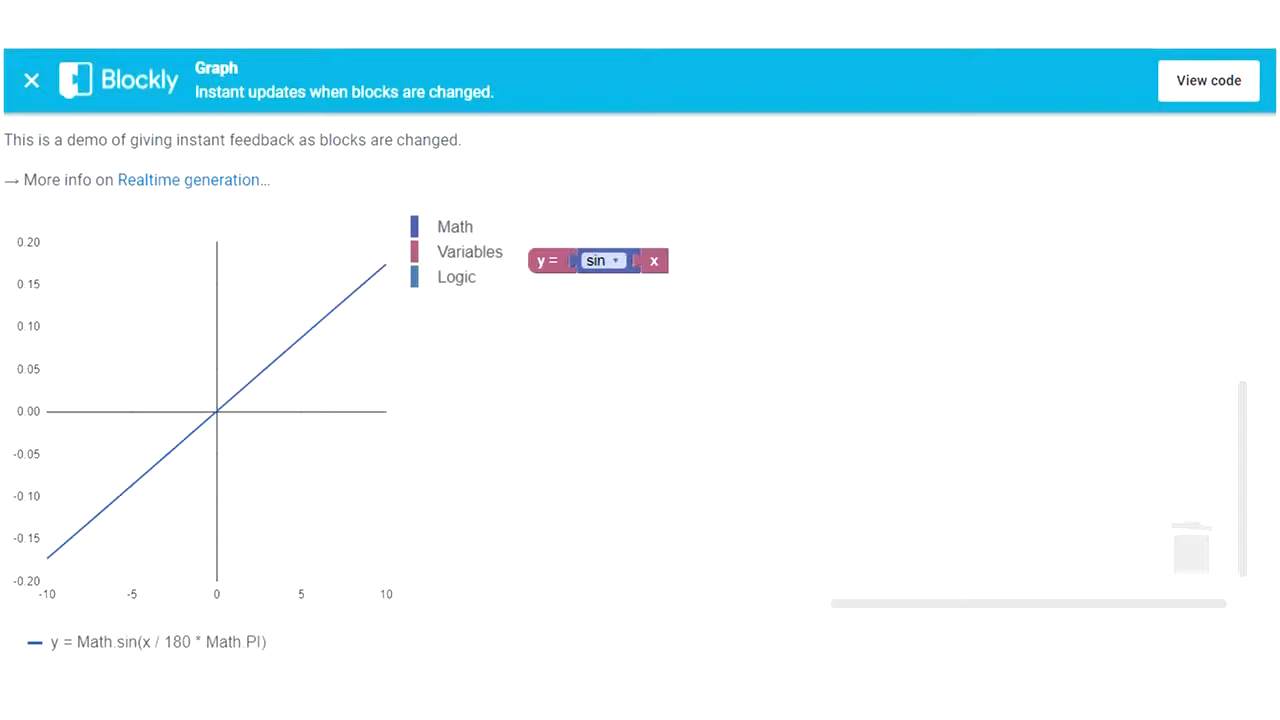 Blockly
Graph
Instant updates when blocks are changed.
View code
This is a demo of giving instant feedback as blocks are changed.
→ More info on Realtime generation...
Math
Variables
Logic
y = sin x
0.20
0.15
0.10
0.05
0.00
-0.05
-0.10
-0.15
-0.20
-10 -5 0 5 10
y = Math.sin(x / 180 * Math.PI)